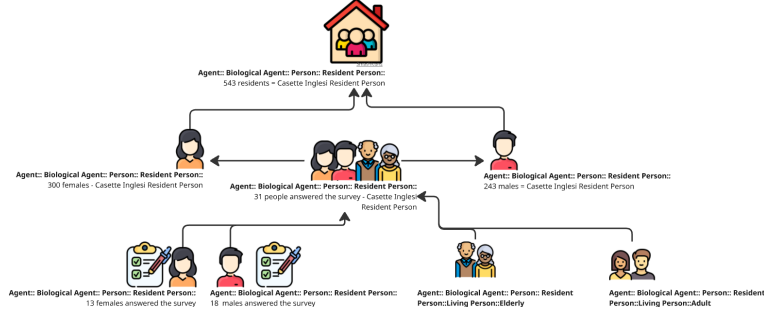 Agent:: Biological Agent:: Person:: Resident Person::
543 residents = Casette Inglesi Resident Person
Agent:: Biological Agent:: Person:: Resident Person::
300 females - Casette Inglesi Resident Person
Agent:: Biological Agent:: Person:: Resident Person::
31 people answered the survey - Casette Inglesi
Resident Person
Agent:: Biological Agent:: Person:: Resident Person::
243 males = Casette Inglesi Resident Person
Agent:: Biological Agent:: Person:: Resident Person::
13 females answered the survey
Agent:: Biological Agent:: Person:: Resident Person::
18 males answered the survey
Agent:: Biological Agent:: Person:: Resident
Person::Living Person::Elderly
Agent:: Biological Agent:: Person:: Resident
Person::Living Person::Adult